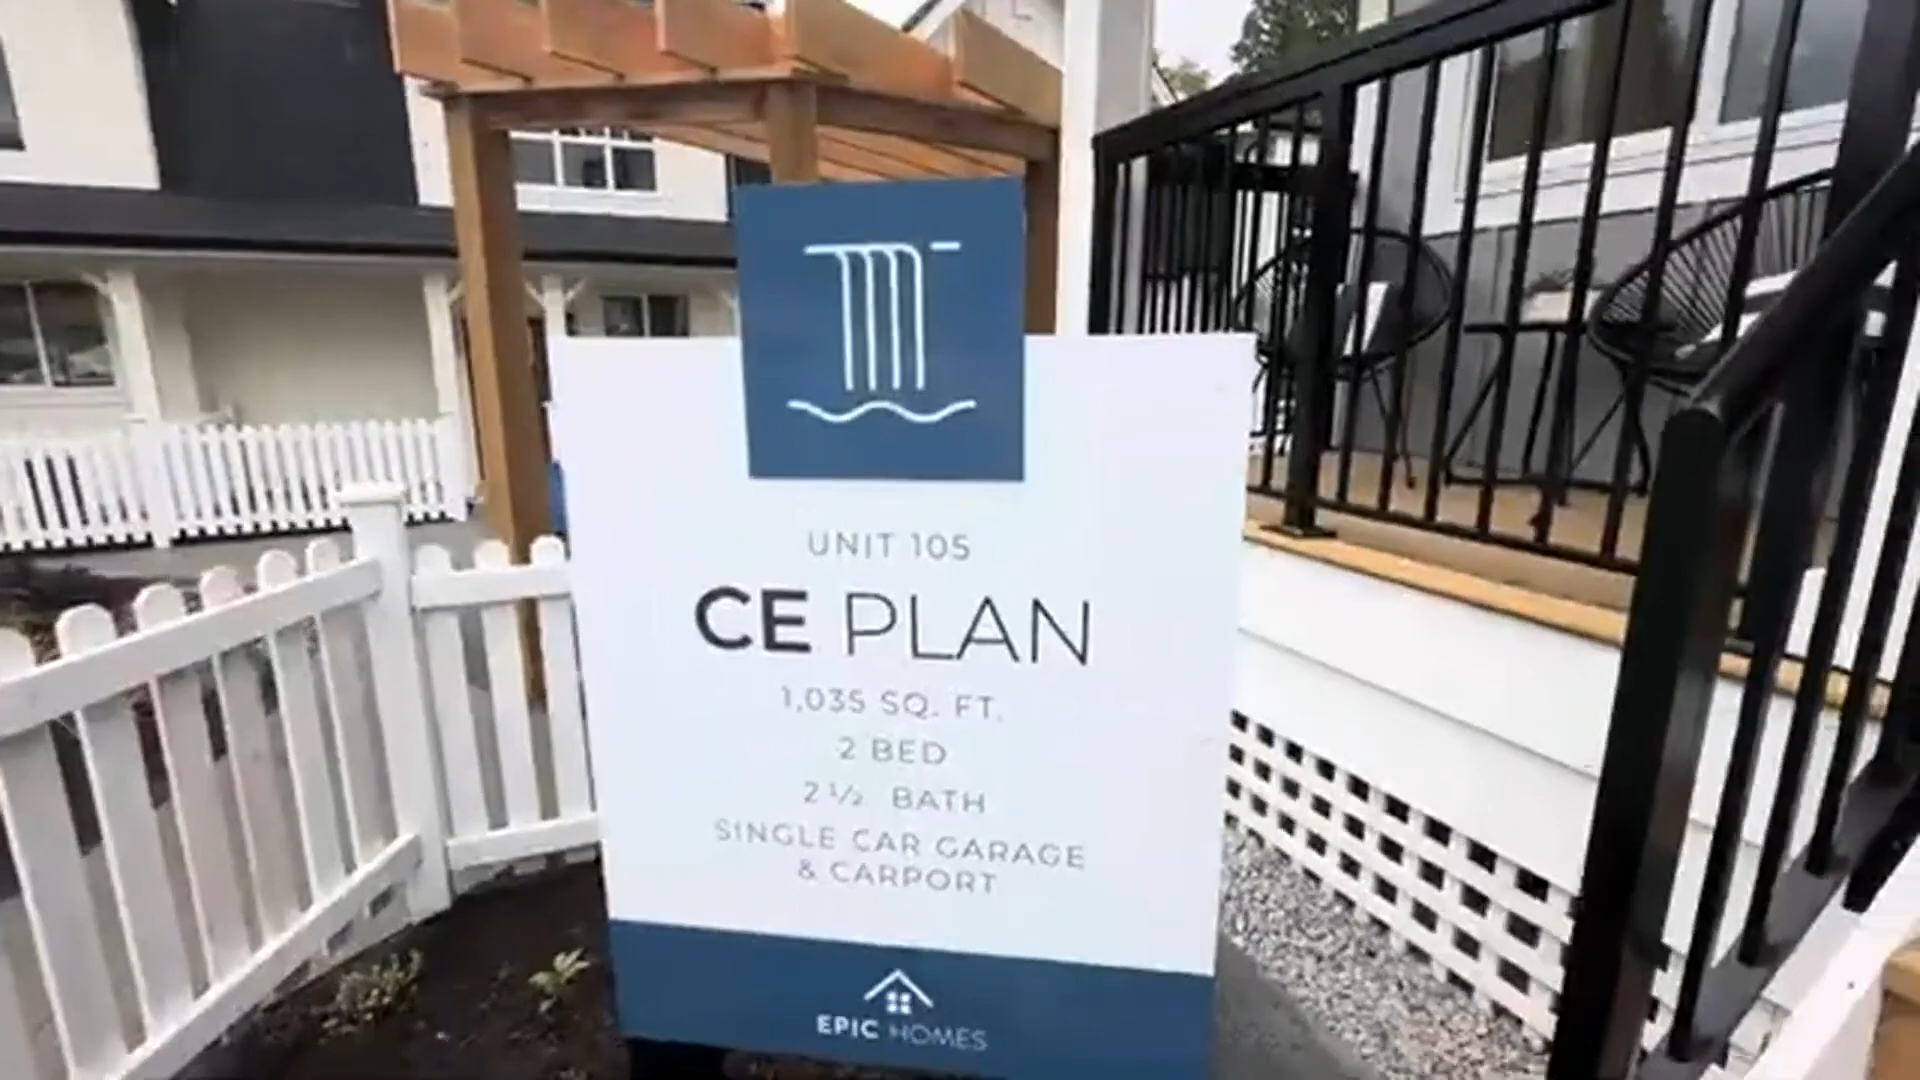 UNIT 105
CE PLAN
1,035 SQ. FT.
2 BED
2 ½ BATH
SINGLE CAR GARAGE
& CARPORT
EPIC HOMES